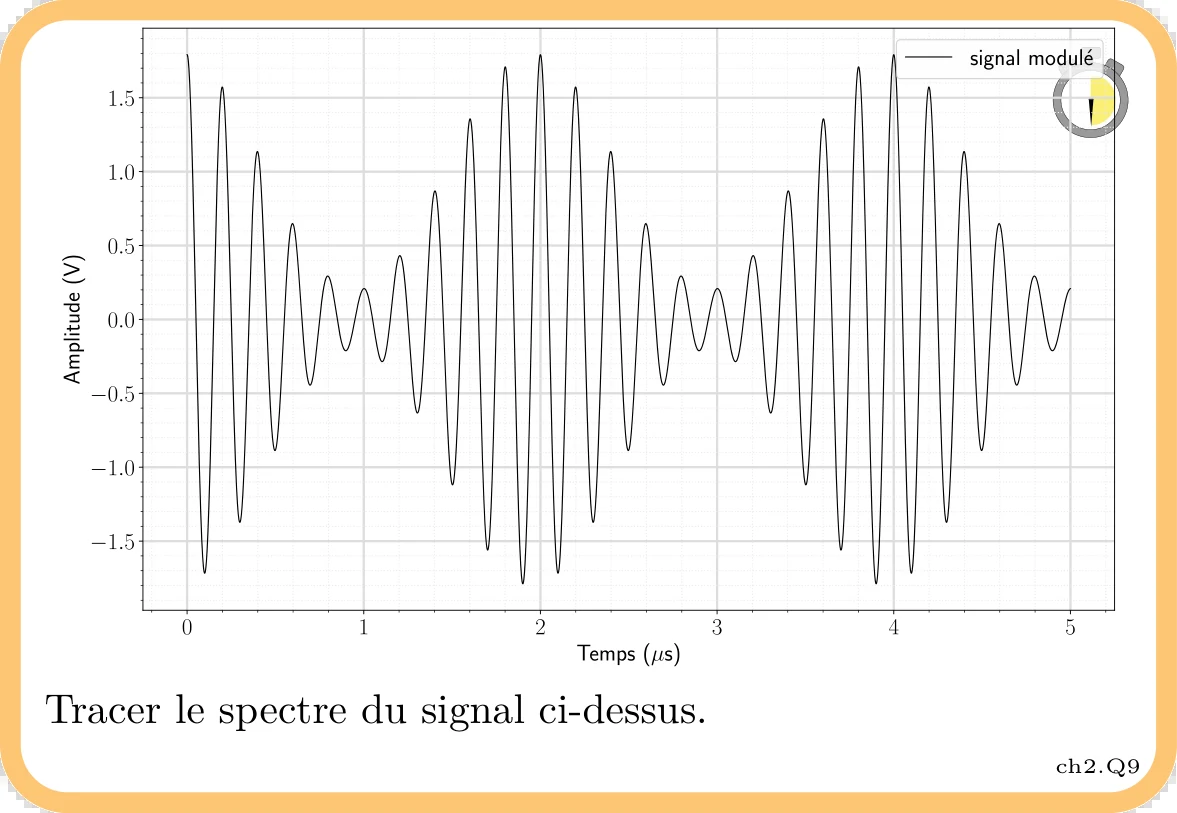 signal modulé
1.5
1.0
0.5
0.0
−0.5
−1.0
−1.5
Amplitude (V)
0 1 2 3 4 5
Temps (μs)
Tracer le spectre du signal ci-dessus.
ch2.Q9